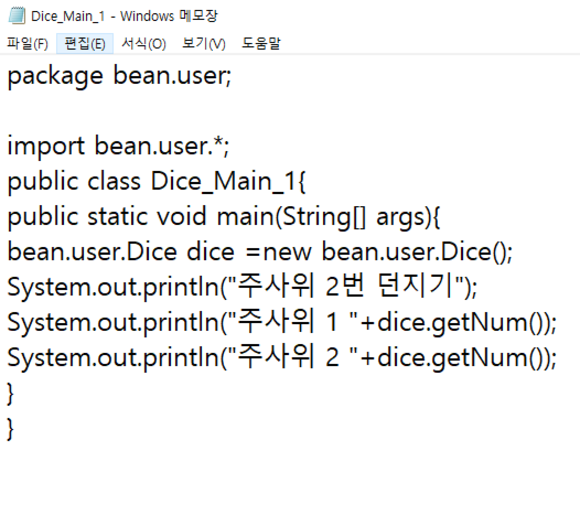 Dice_Main_1 - Windows 메모장
파일(F) 편집(E) 서식(O) 보기(V) 도움말
package bean.user;
import bean.user.*;
public class Dice_Main_1{
public static void main(String[] args){
bean.user.Dice dice =new bean.user.Dice();
System.out.println("주사위 2번 던지기");
System.out.println("주사위 1 "+dice.getNum());
System.out.println("주사위 2 "+dice.getNum());
}
}